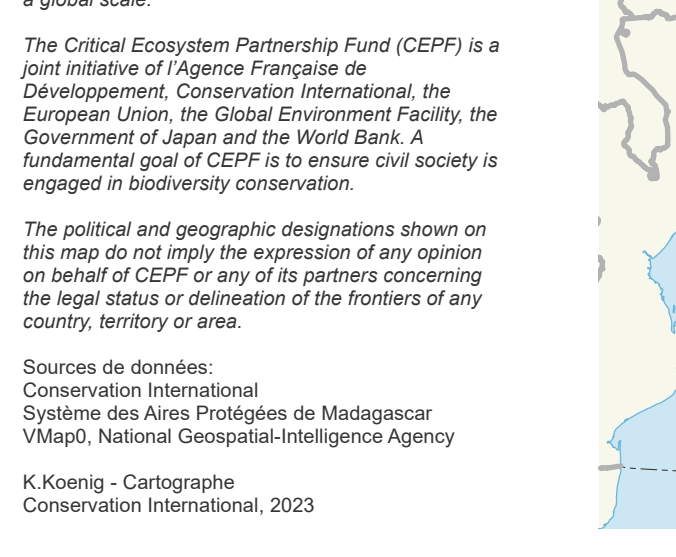 a global scale.
The Critical Ecosystem Partnership Fund (CEPF) is a
joint initiative of l'Agence Française de
Développement, Conservation International, the
European Union, the Global Environment Facility, the
Government of Japan and the World Bank. A
fundamental goal of CEPF is to ensure civil society is
engaged in biodiversity conservation.
The political and geographic designations shown on
this map do not imply the expression of any opinion
on behalf of CEPF or any of its partners concerning
the legal status or delineation of the frontiers of any
country, territory or area.
Sources de données:
Conservation International
Système des Aires Protégées de Madagascar
VMap0, National Geospatial-Intelligence Agency
K.Koenig - Cartographe
Conservation International, 2023